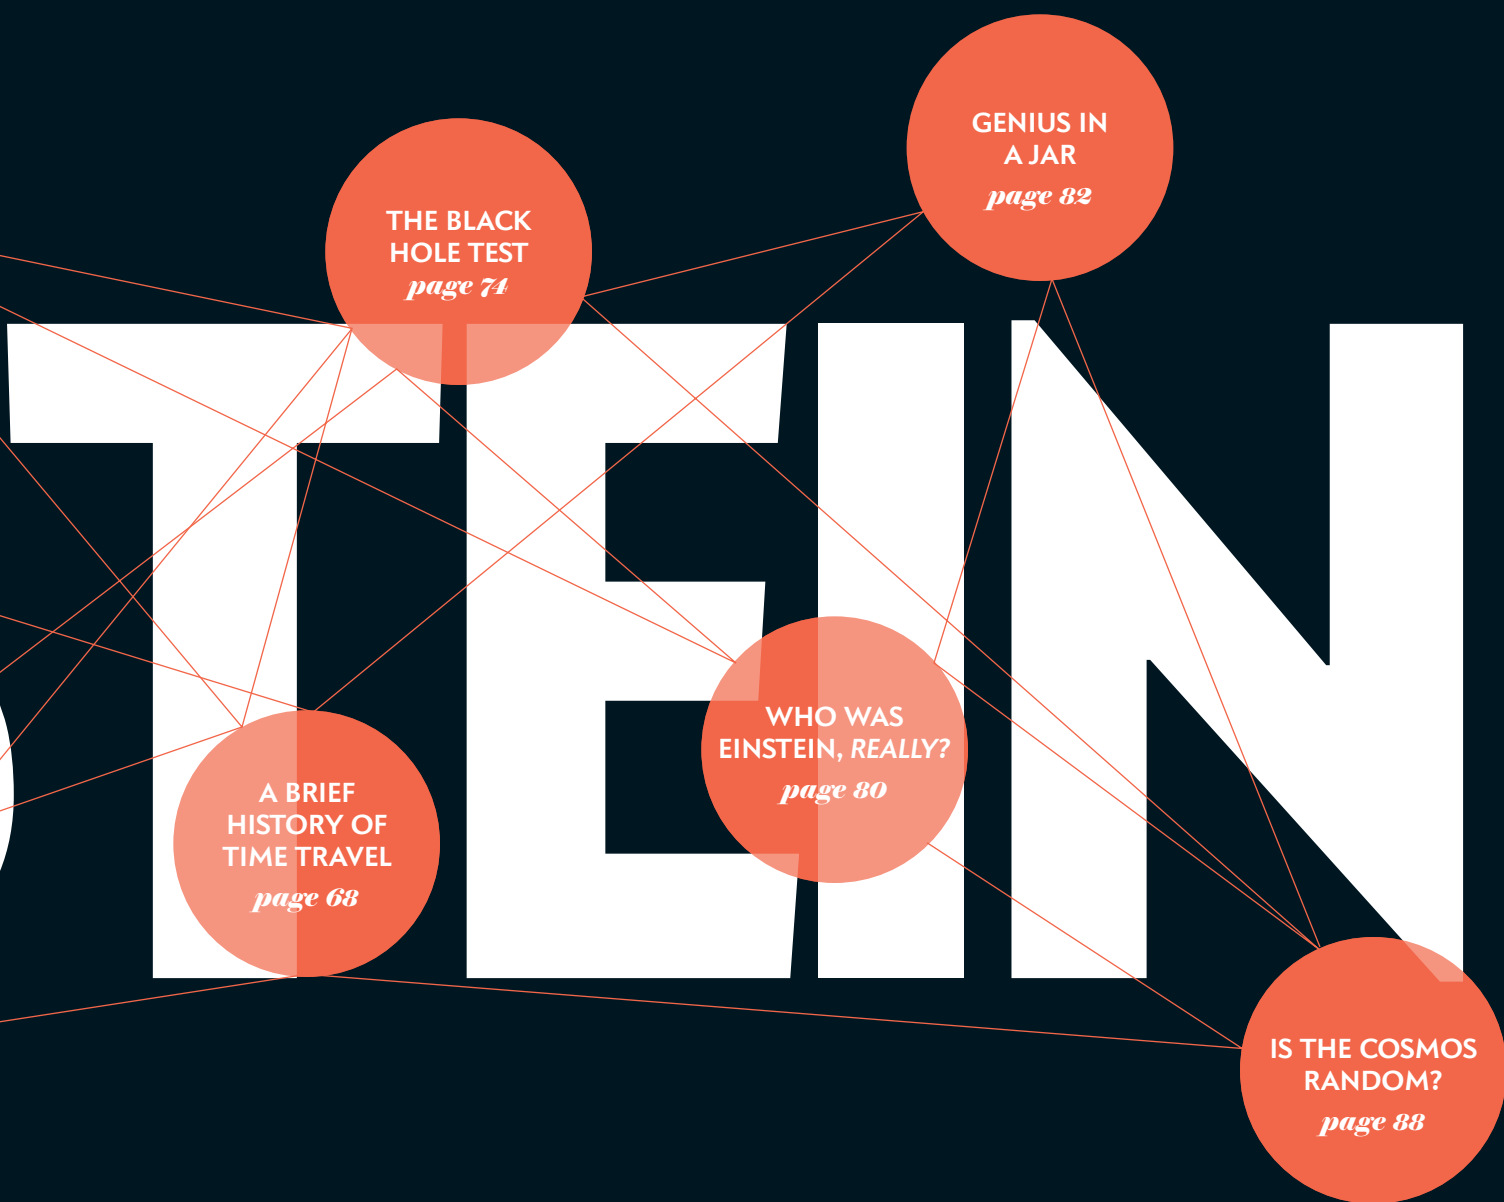 GENIUS IN
A JAR
page 82
THE BLACK
HOLE TEST
page 74
TEIN
WHO WAS
EINSTEIN, REALLY?
page 80
A BRIEF
HISTORY OF
TIME TRAVEL
page 68
IS THE COSMOS
RANDOM?
page 88